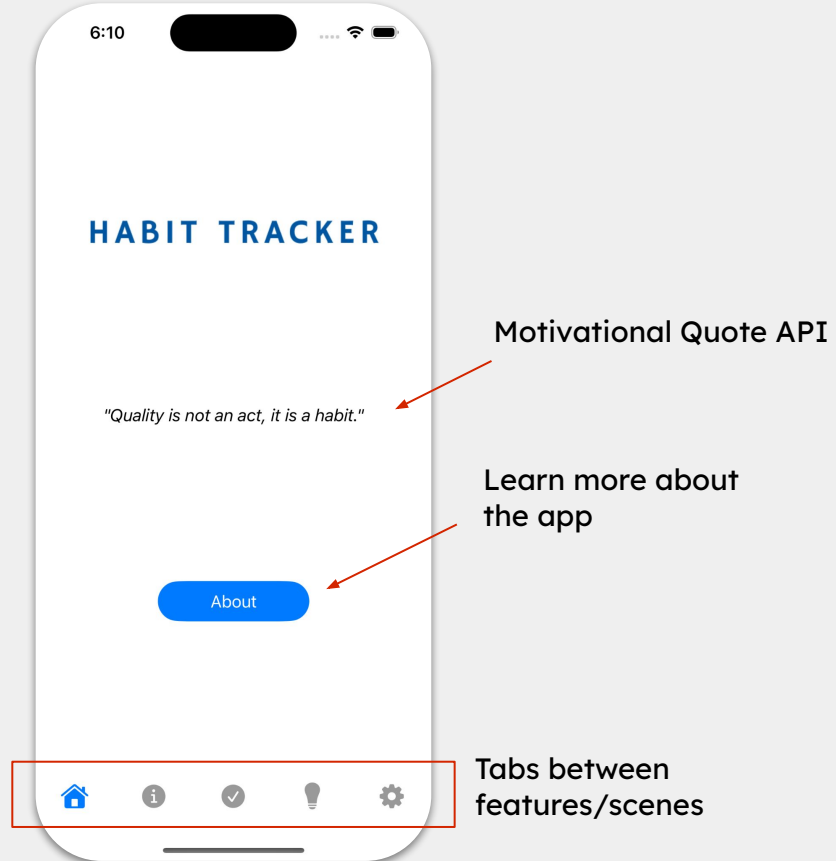 6:10
HABIT TRACKER
Motivational Quote API
"Quality is not an act, it is a habit."
Learn more about
the app
About
Tabs between
features/scenes